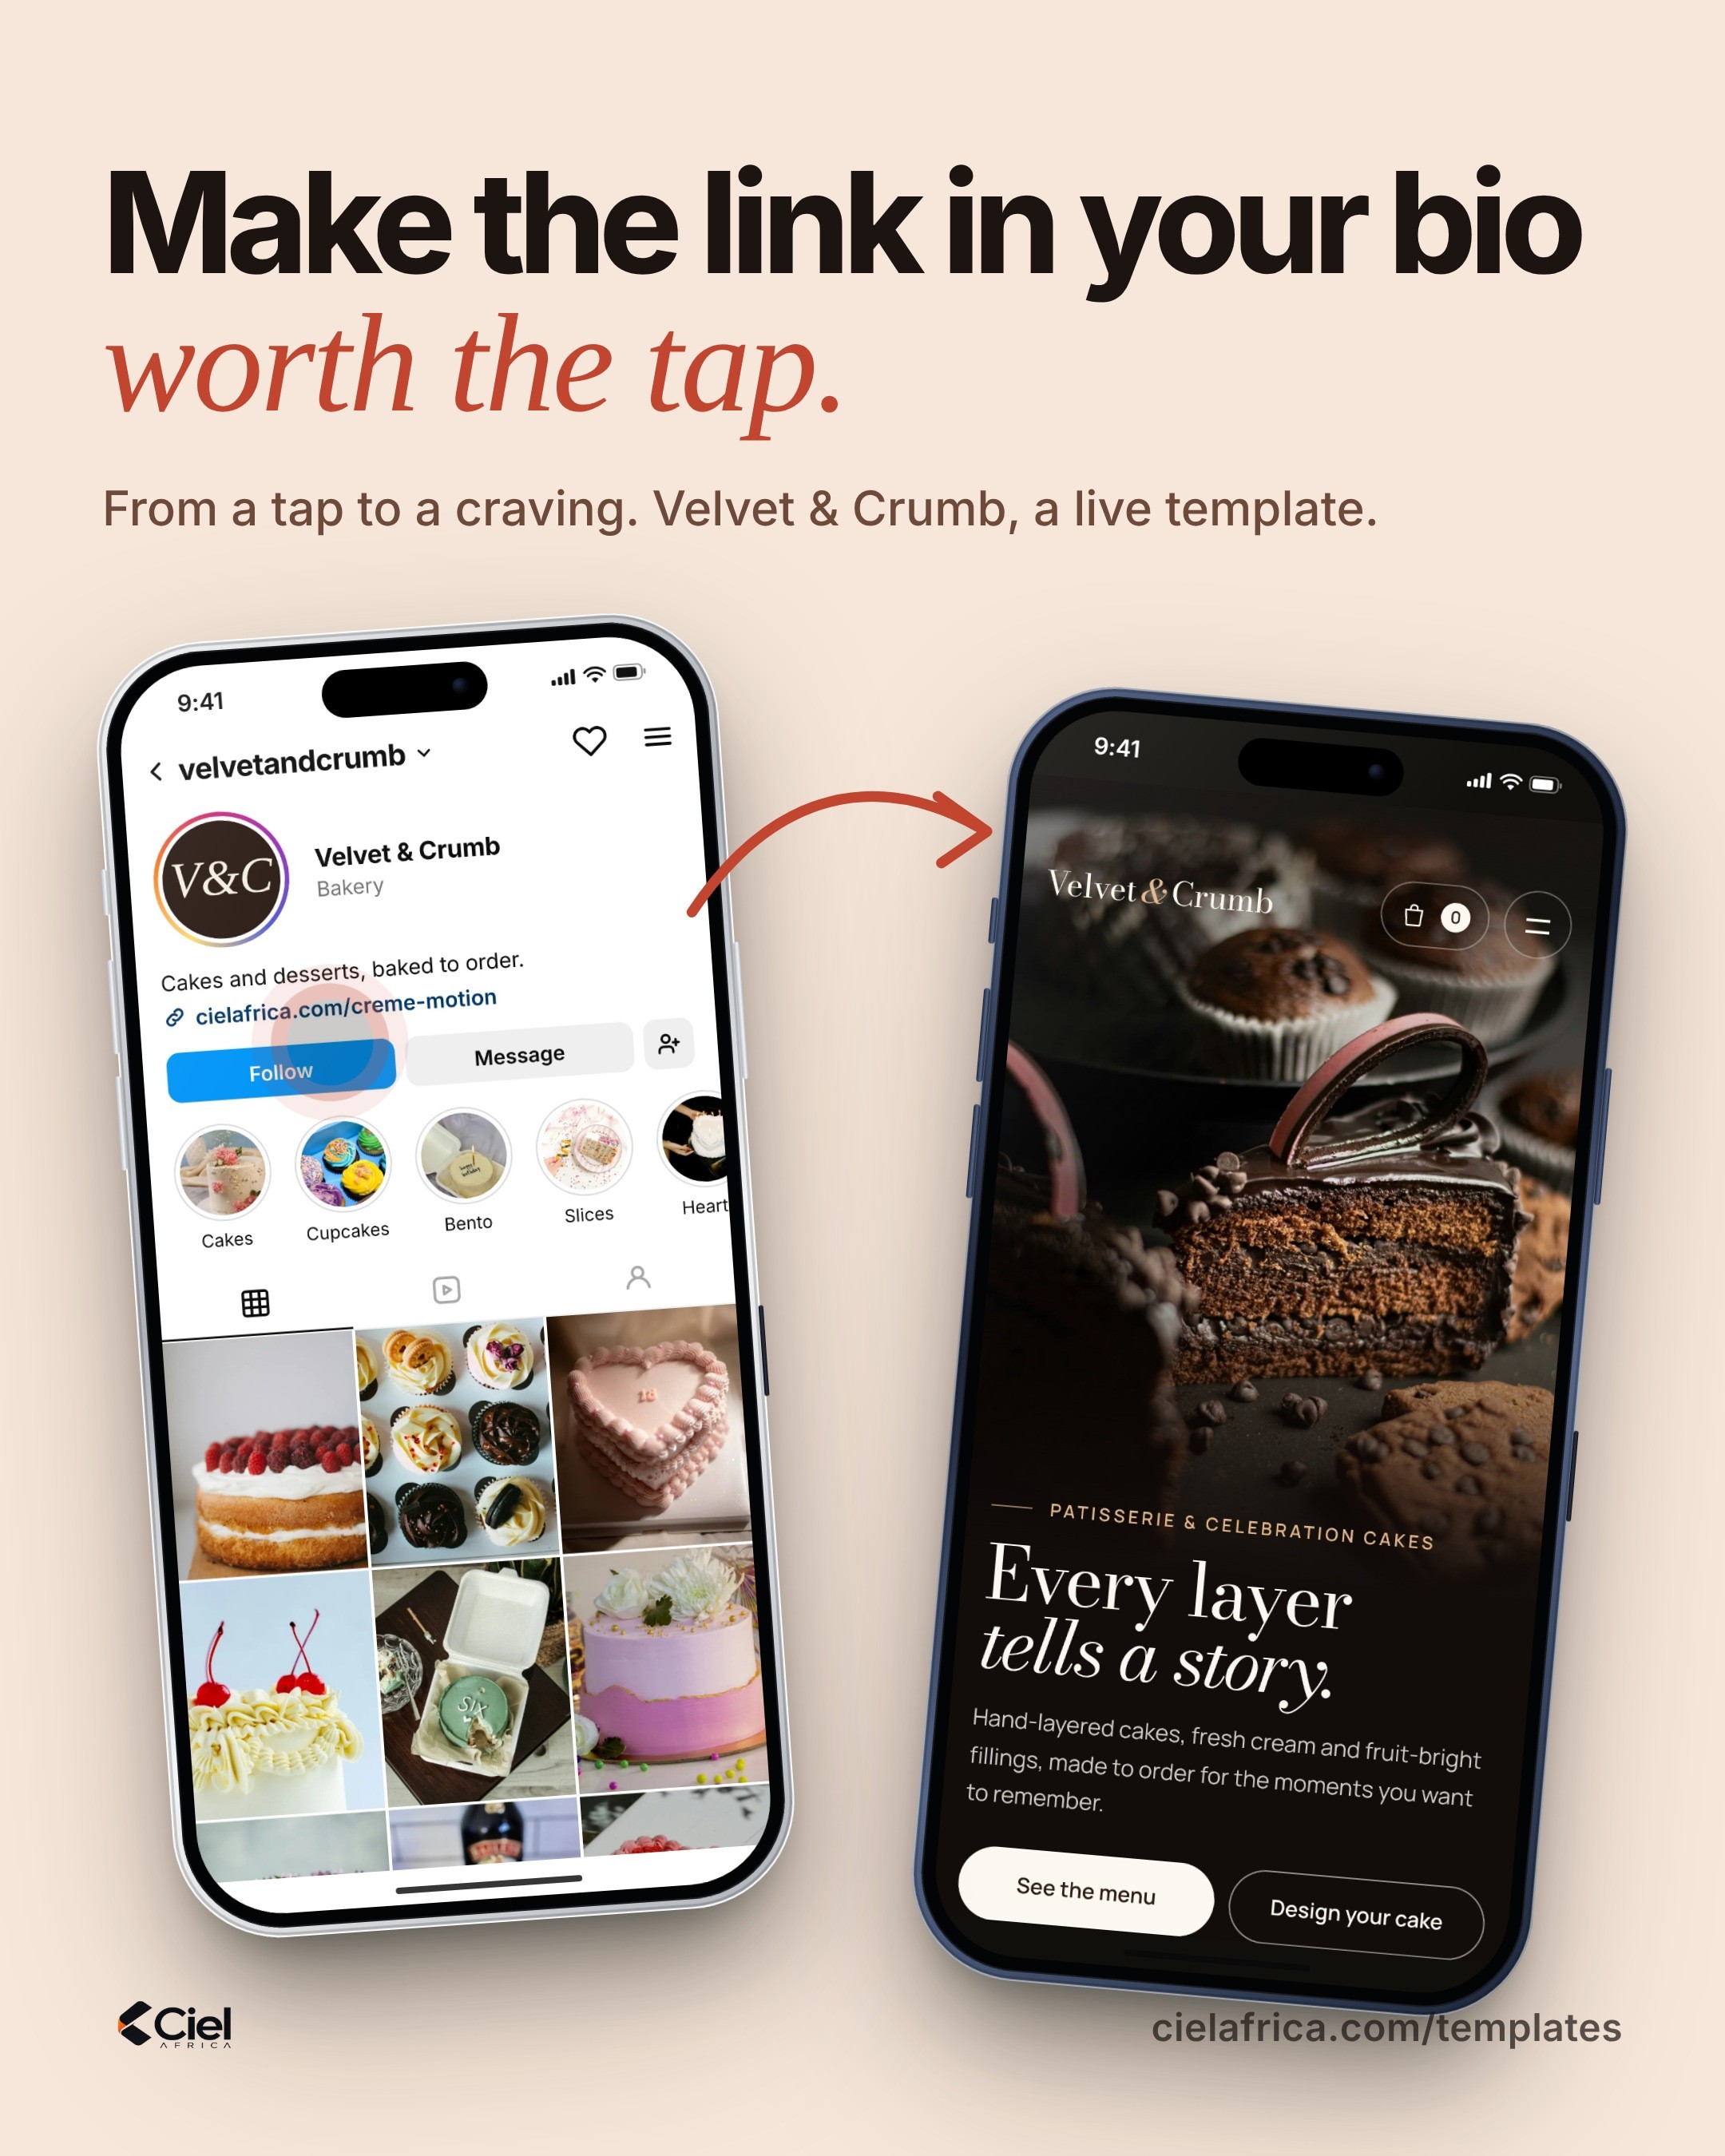 Make the link in your bio
worth the tap.
From a tap to a craving. Velvet & Crumb, a live template.
9:41
velvetandcrumb
V&C
Velvet & Crumb
Bakery
Cakes and desserts, baked to order.
cielafrica.com/creme-motion
Follow
Message
Cakes
Cupcakes
Bento
Slices
Heart
18
SIX
9:41
Velvet & Crumb
0
PATISSERIE & CELEBRATION CAKES
Every layer
tells a story.
Hand-layered cakes, fresh cream and fruit-bright
fillings, made to order for the moments you want
to remember.
See the menu
Design your cake
Ciel
AFRICA
cielafrica.com/templates